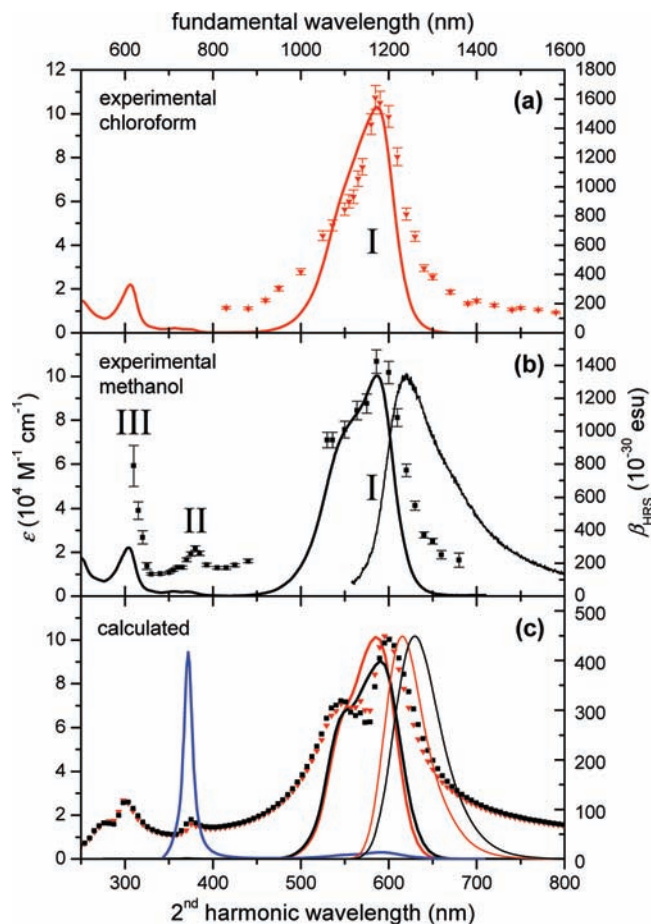 fundamental wavelength (nm)
600 800 1000 1200 1400 1600
12
10
8
6
4
2
0
experimental
chloroform
(a)
I
1800
1600
1400
1200
1000
800
600
400
200
0
ε (10⁴ M⁻¹ cm⁻¹)
10
8
6
4
2
0
experimental
methanol
(b)
III
II
I
1400
1200
1000
800
600
400
200
0
β_HRS (10⁻³⁰ esu)
10
8
6
4
2
0
calculated
(c)
500
400
300
200
100
0
300 400 500 600 700 800
2ⁿᵈ harmonic wavelength (nm)